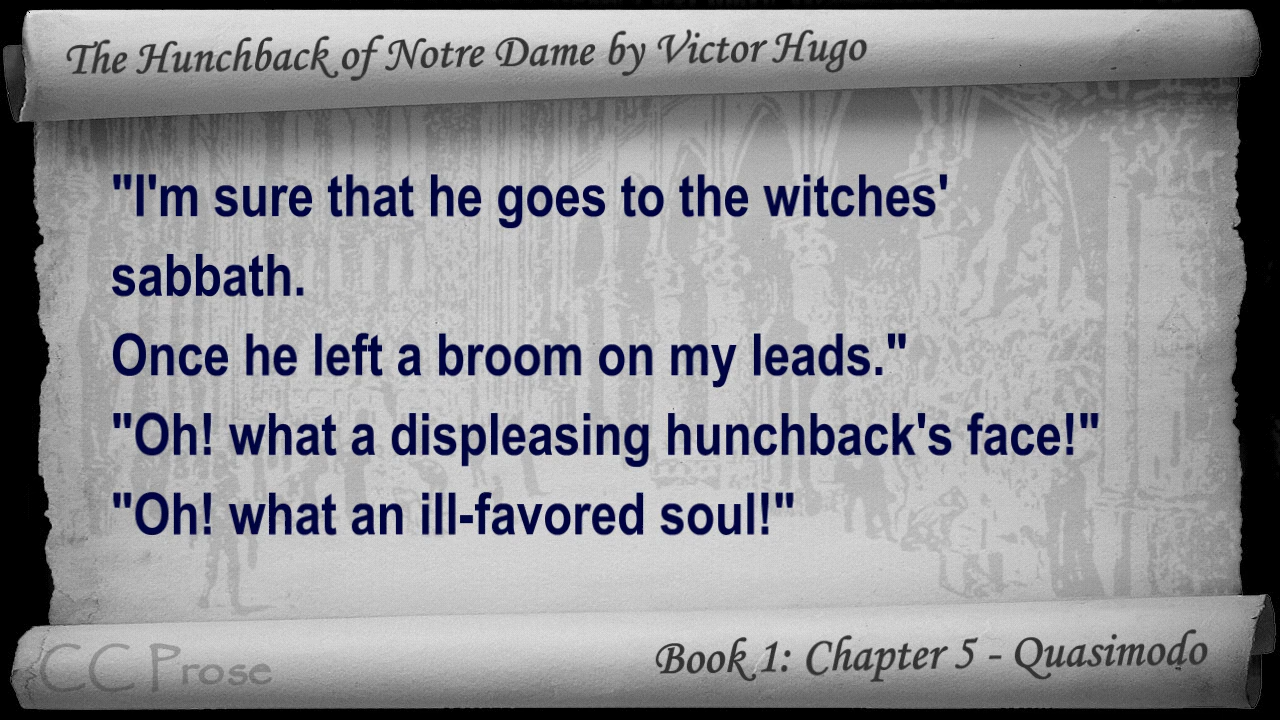 The Hunchback of Notre Dame by Victor Hugo
"I'm sure that he goes to the witches'
sabbath.
Once he left a broom on my leads."
"Oh! what a displeasing hunchback's face!"
"Oh! what an ill-favored soul!"
CC Prose
Book 1: Chapter 5 - Quasimodo